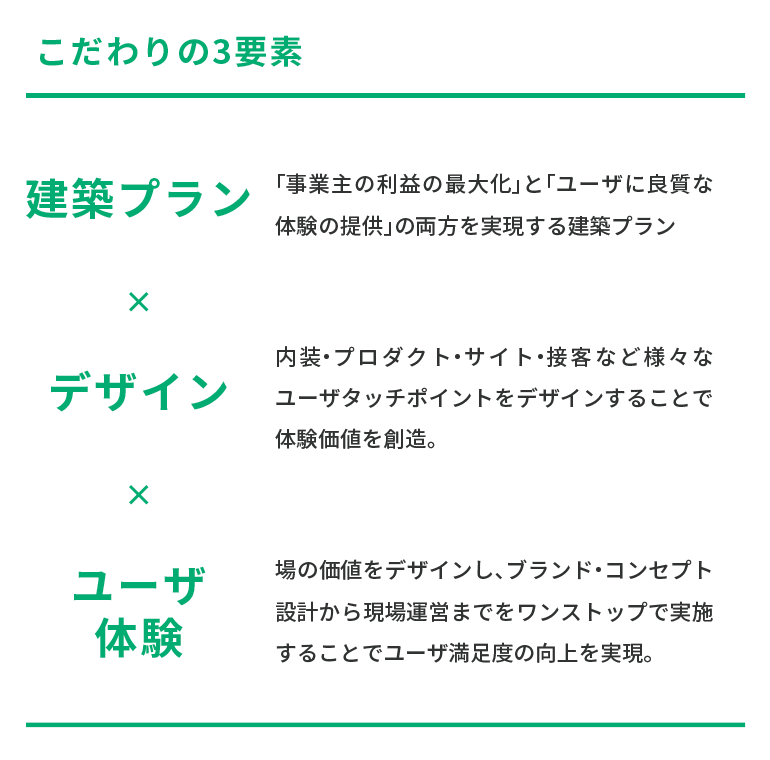 こだわりの3要素
建築プラン
「事業主の利益の最大化」と「ユーザに良質な
体験の提供」の両方を実現する建築プラン
×
デザイン
内装・プロダクト・サイト・接客など様々な
ユーザタッチポイントをデザインすることで
体験価値を創造。
×
ユーザ
体験
場の価値をデザインし、ブランド・コンセプト
設計から現場運営までをワンストップで実施
することでユーザ満足度の向上を実現。